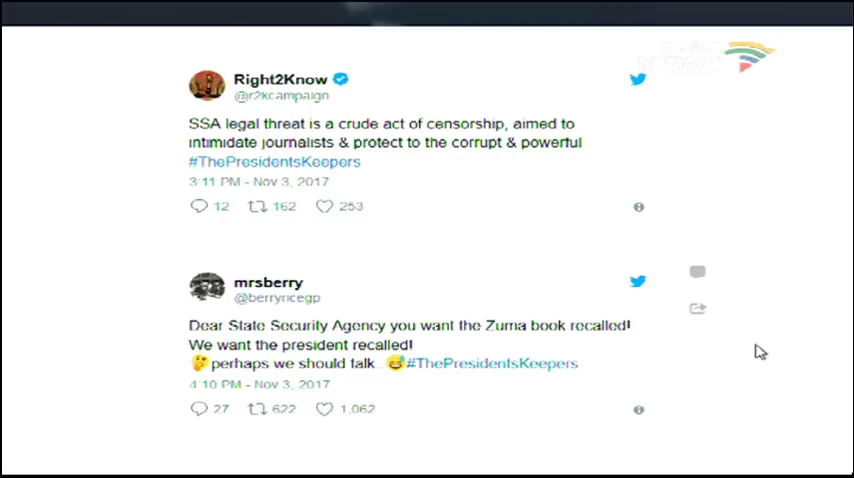 Right2Know
@r2kcampaign
SSA legal threat is a crude act of censorship, aimed to
intimidate journalists & protect to the corrupt & powerful
#ThePresidentsKeepers
3:11 PM - Nov 3, 2017
12 162 253
mrsberry
@berryricegp
Dear State Security Agency you want the Zuma book recalled!
We want the president recalled!
🤔perhaps we should talk...😅#ThePresidentsKeepers
4:10 PM - Nov 3, 2017
27 622 1,062